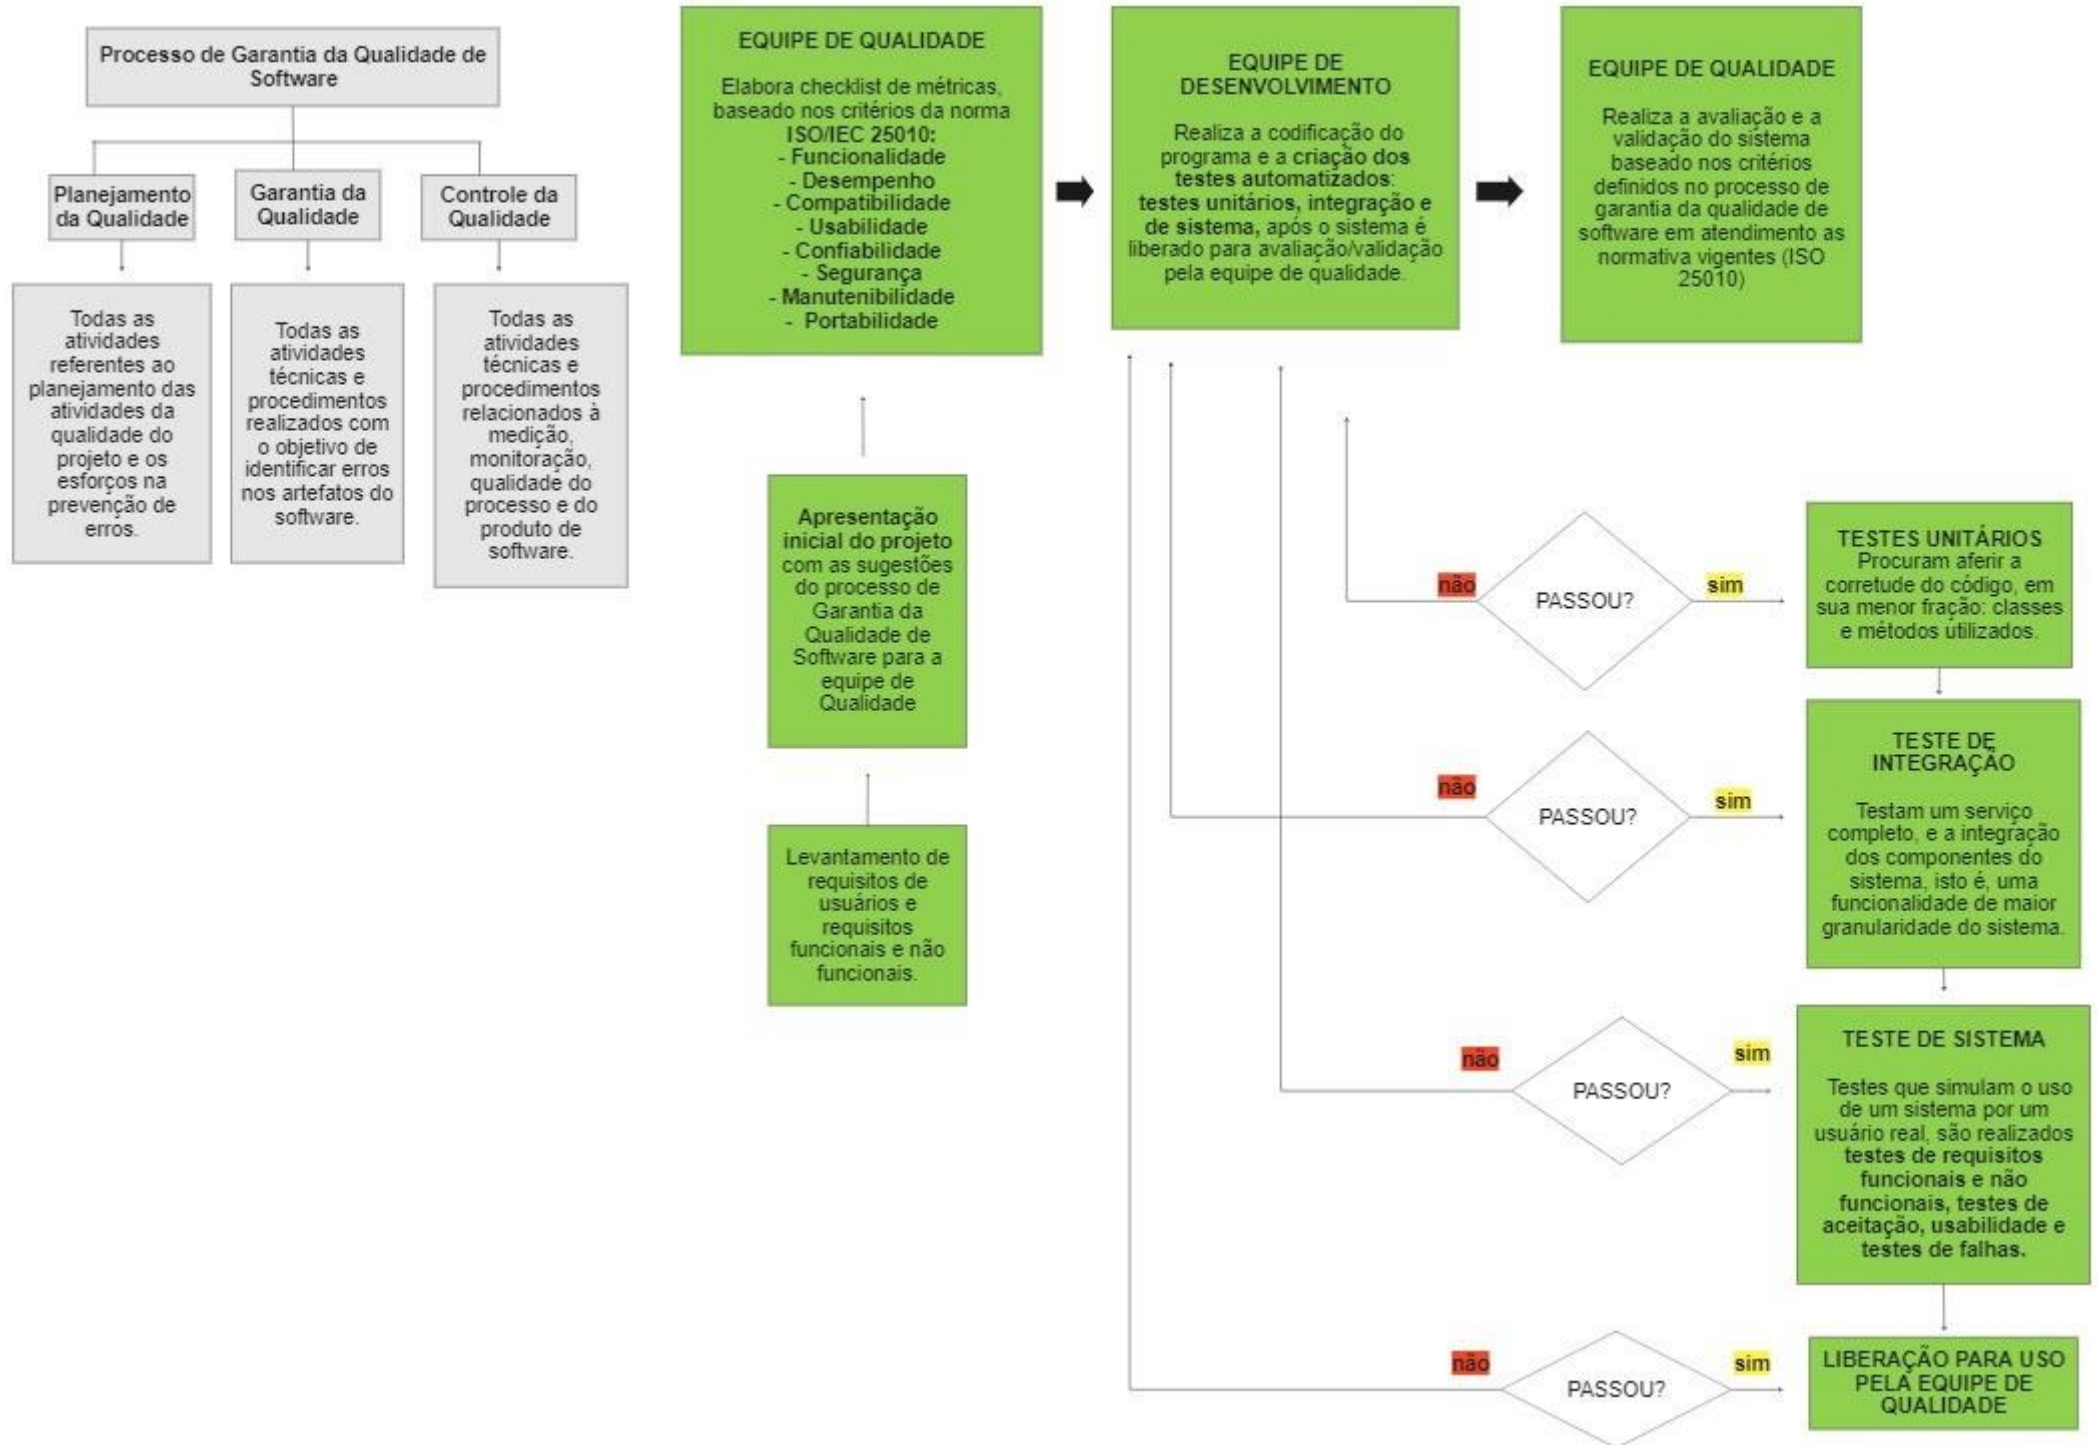 Processo de Garantia da Qualidade de
Software
Planejamento
da Qualidade
Garantia da
Qualidade
Controle da
Qualidade
Todas as
atividades
referentes ao
planejamento das
atividades da
qualidade do
projeto e os
esforços na
prevenção de
erros.
Todas as
atividades
técnicas e
procedimentos
realizados com
o objetivo de
identificar erros
nos artefatos do
software.
Todas as
atividades
técnicas e
procedimentos
relacionados à
medição,
monitoração,
qualidade do
processo e do
produto de
software.
EQUIPE DE QUALIDADE
Elabora checklist de métricas,
baseado nos critérios da norma
ISO/IEC 25010:
- Funcionalidade
- Desempenho
- Compatibilidade
- Usabilidade
- Confiabilidade
- Segurança
- Manutenibilidade
- Portabilidade
Apresentação
inicial do projeto
com as sugestões
do processo de
Garantia da
Qualidade de
Software para a
equipe de
Qualidade
Levantamento de
requisitos de
usuários e
requisitos
funcionais e não
funcionais.
EQUIPE DE
DESENVOLVIMENTO
Realiza a codificação do
programa e a criação dos
testes automatizados:
testes unitários, integração e
de sistema, após o sistema é
liberado para avaliação/validação
pela equipe de qualidade.
EQUIPE DE QUALIDADE
Realiza a avaliação e a
validação do sistema
baseado nos critérios
definidos no processo de
garantia da qualidade de
software em atendimento as
normativa vigentes (ISO
25010)
não
PASSOU?
sim
TESTES UNITÁRIOS
Procuram aferir a
corretude do código, em
sua menor fração: classes
e métodos utilizados.
não
PASSOU?
sim
TESTE DE
INTEGRAÇÃO
Testam um serviço
completo, e a integração
dos componentes do
sistema, isto é, uma
funcionalidade de maior
granularidade do sistema.
não
PASSOU?
sim
TESTE DE SISTEMA
Testes que simulam o uso
de um sistema por um
usuário real, são realizados
testes de requisitos
funcionais e não
funcionais, testes de
aceitação, usabilidade e
testes de falhas.
não
PASSOU?
sim
LIBERAÇÃO PARA USO
PELA EQUIPE DE
QUALIDADE